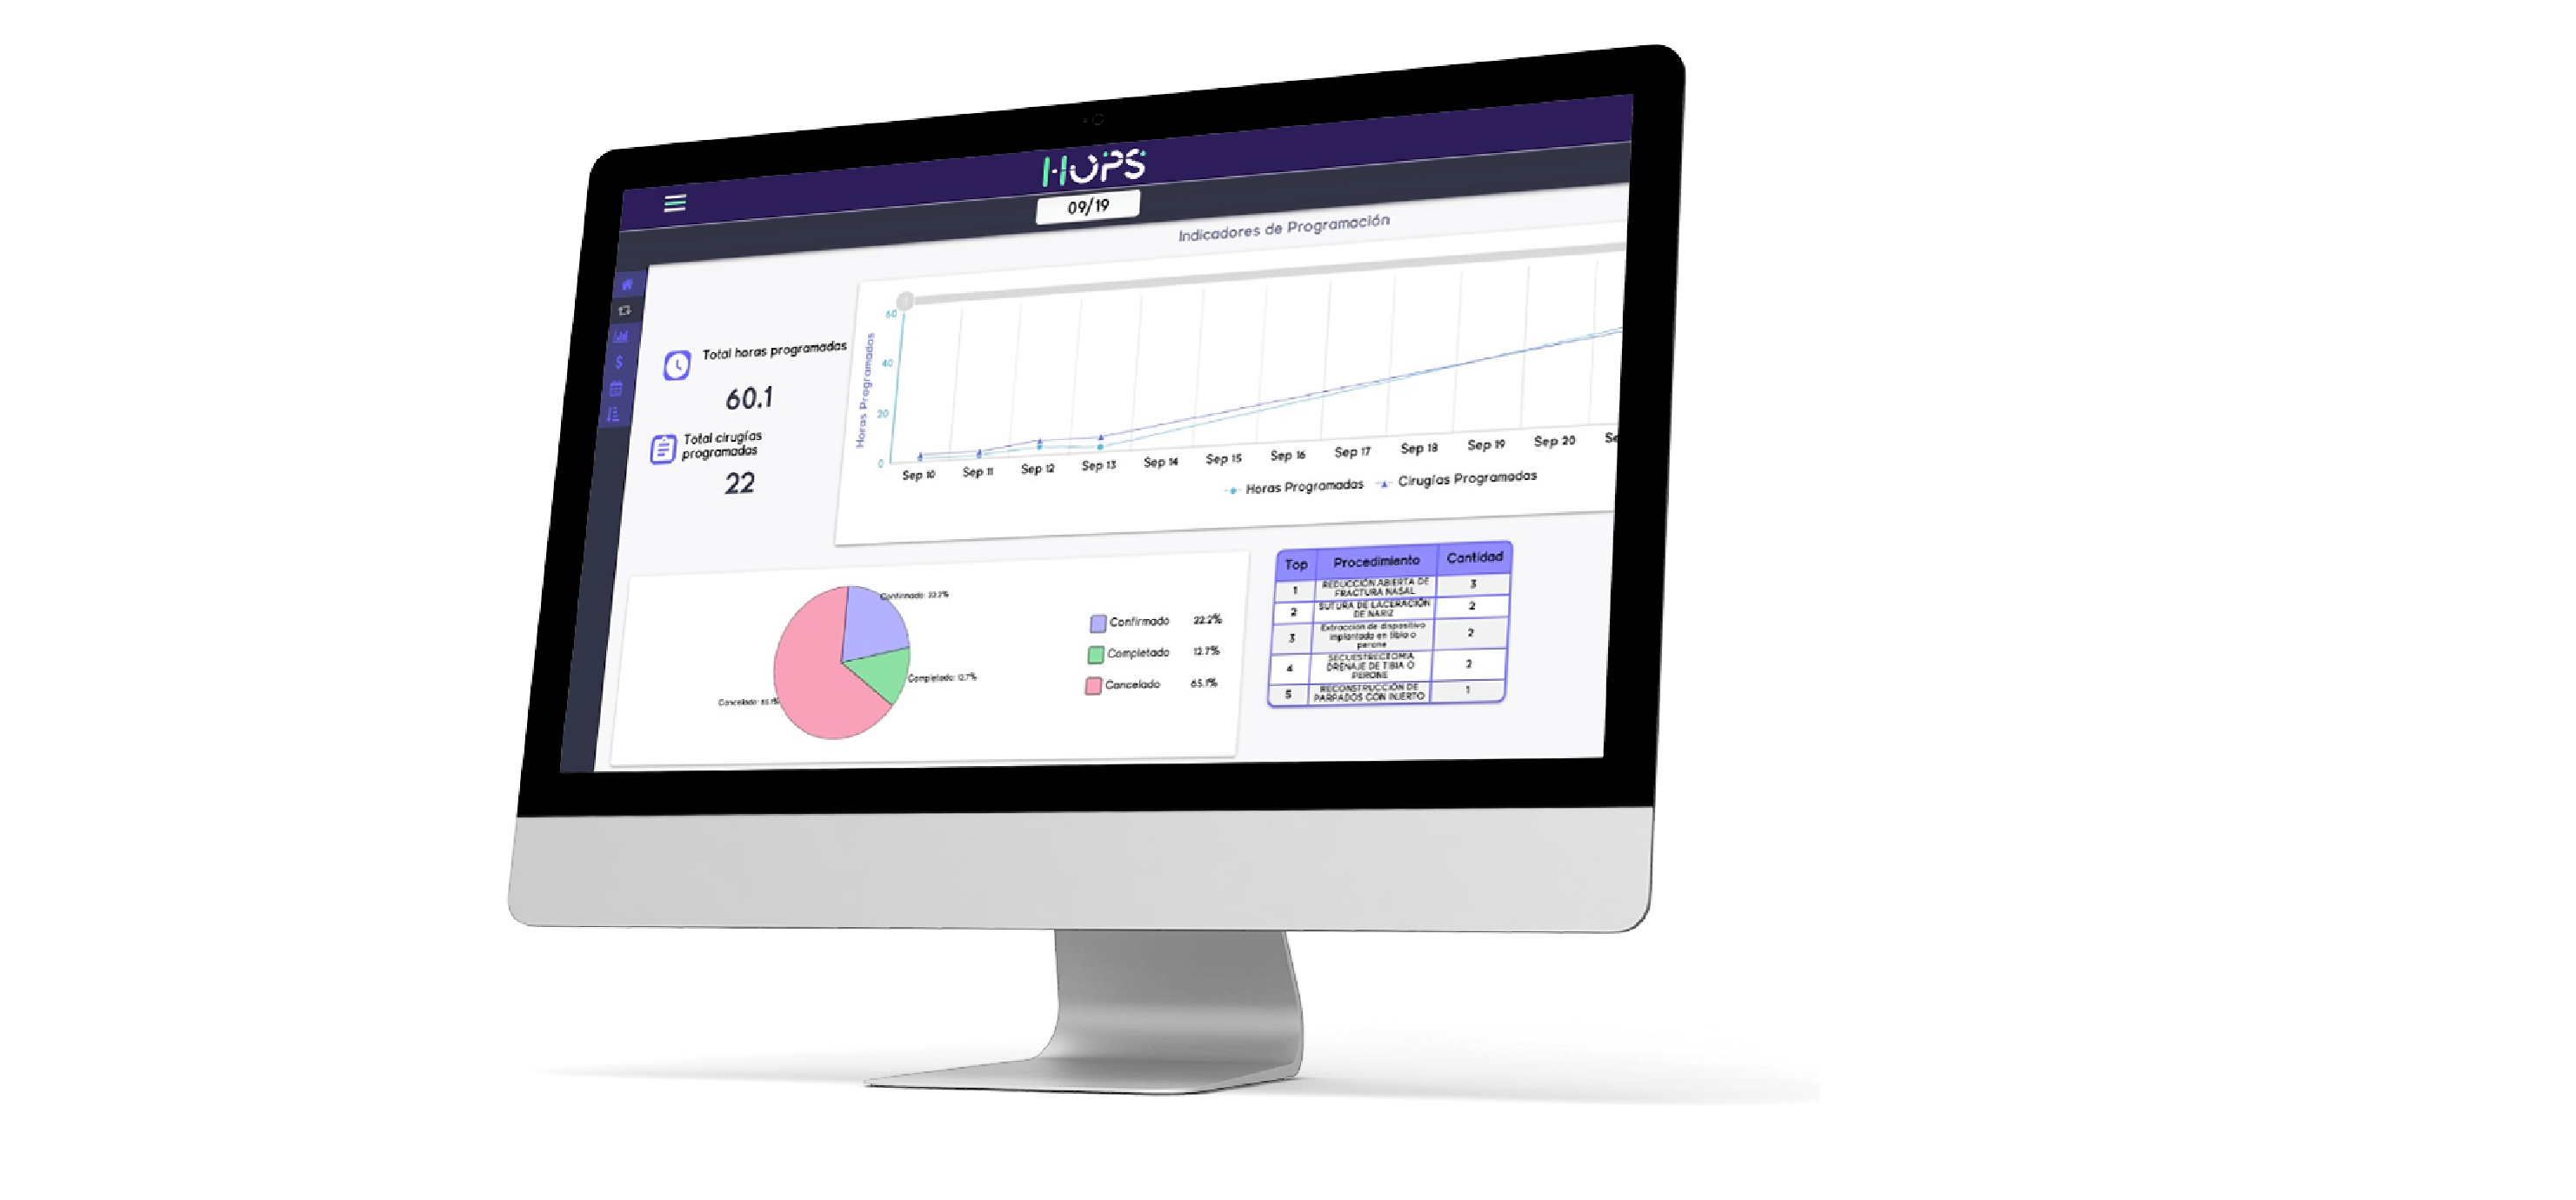 HOPS
09/19
Indicadores de Programación
Total horas programadas
60.1
Total cirugías
programadas
22
Horas Programadas
60
40
20
0
Sep 10 Sep 11 Sep 12 Sep 13 Sep 14 Sep 15 Sep 16 Sep 17 Sep 18 Sep 19 Sep 20 Se
Horas Programadas Cirugías Programadas
Confirmado: 22.2%
Completado: 12.7%
Cancelado: 65.1%
Confirmado 22.2%
Completado 12.7%
Cancelado 65.1%
Top Procedimiento Cantidad
1 REDUCCIÓN ABIERTA DE
FRACTURA NASAL 3
2 SUTURA DE LACERACIÓN
DE NARIZ 2
3 Extracción de dispositivo
implantado en tibia o
perone 2
4 SECUESTRECTOMIA
DRENAJE DE TIBIA O
PERONE 2
5 RECONSTRUCCIÓN DE
PARPADOS CON INJERTO 1